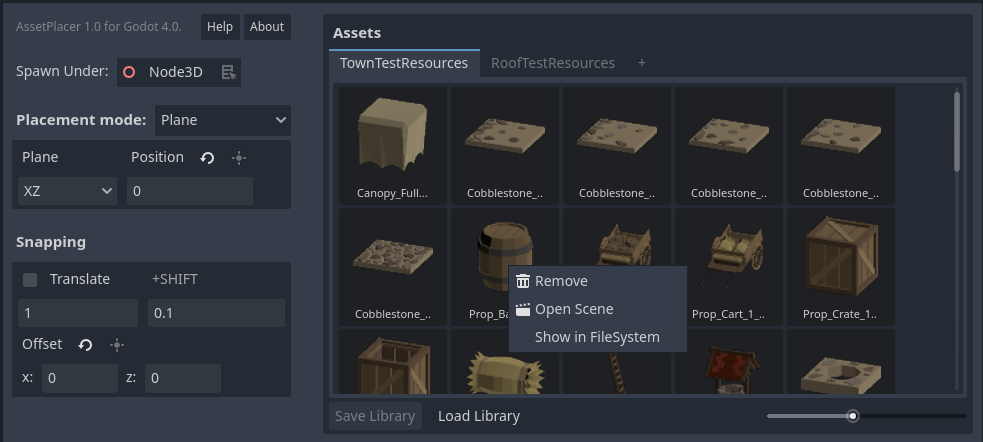 AssetPlacer 1.0 for Godot 4.0.
Help
About
Spawn Under:
Node3D
Placement mode:
Plane
Plane
Position
XZ
0
Snapping
Translate
+SHIFT
1
0.1
Offset
x:
0
z:
0
Assets
TownTestResources
RoofTestResources
+
Canopy_Full...
Cobblestone_..
Cobblestone_..
Cobblestone_..
Cobblestone_..
Cobblestone_..
Prop_Ba
Prop_Cart_1_..
Prop_Crate_1..
Remove
Open Scene
Show in FileSystem
Save Library
Load Library